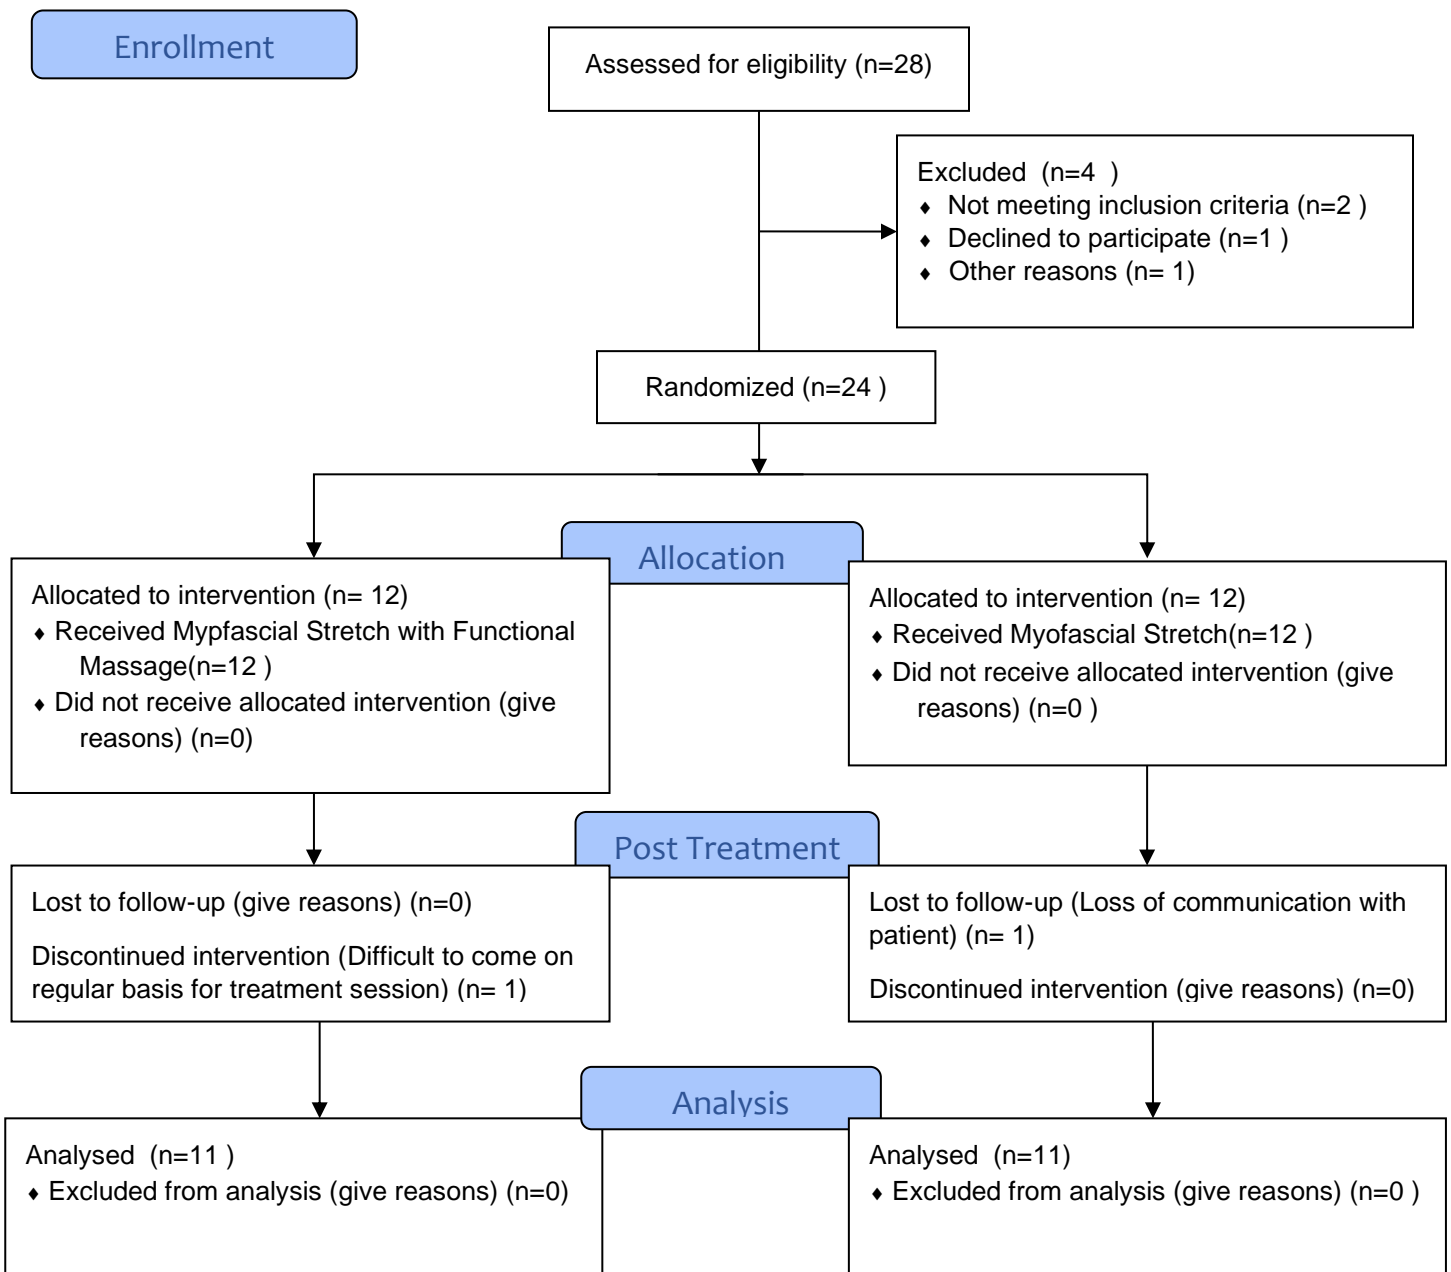 Enrollment
Assessed for eligibility (n=28)
Excluded  (n=4  )
♦ Not meeting inclusion criteria (n=2 )
♦ Declined to participate (n=1 )
♦ Other reasons (n= 1)
Randomized (n=24 )
Allocation
Allocated to intervention (n= 12)
♦ Received Mypfascial Stretch with Functional
Massage(n=12 )
♦ Did not receive allocated intervention (give
reasons) (n=0)
Allocated to intervention (n= 12)
♦ Received Myofascial Stretch(n=12 )
♦ Did not receive allocated intervention (give
reasons) (n=0 )
Post Treatment
Lost to follow-up (give reasons) (n=0)
Discontinued intervention (Difficult to come on
regular basis for treatment session) (n= 1)
Lost to follow-up (Loss of communication with
patient) (n= 1)
Discontinued intervention (give reasons) (n=0)
Analysis
Analysed  (n=11 )
♦ Excluded from analysis (give reasons) (n=0)
Analysed  (n=11)
♦ Excluded from analysis (give reasons) (n=0 )